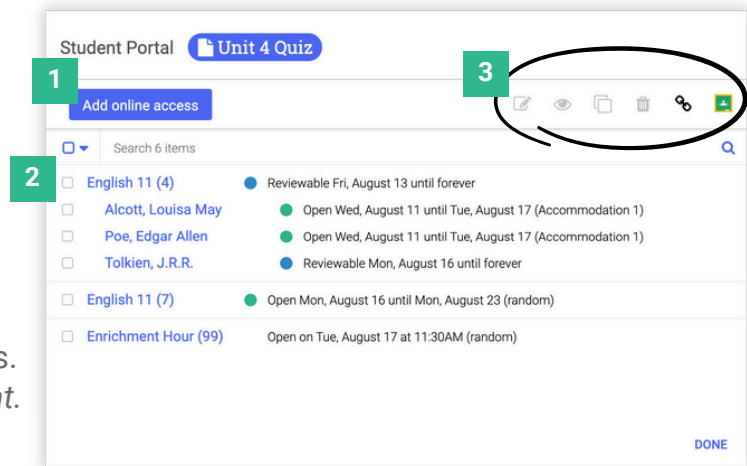 Student Portal Unit 4 Quiz
1
3
Add online access
Search 6 items
2
English 11 (4) Reviewable Fri, August 13 until forever
Alcott, Louisa May Open Wed, August 11 until Tue, August 17 (Accommodation 1)
Poe, Edgar Allen Open Wed, August 11 until Tue, August 17 (Accommodation 1)
Tolkien, J.R.R. Reviewable Mon, August 16 until forever
English 11 (7) Open Mon, August 16 until Mon, August 23 (random)
Enrichment Hour (99) Open on Tue, August 17 at 11:30AM (random)
s.
nt.
DONE